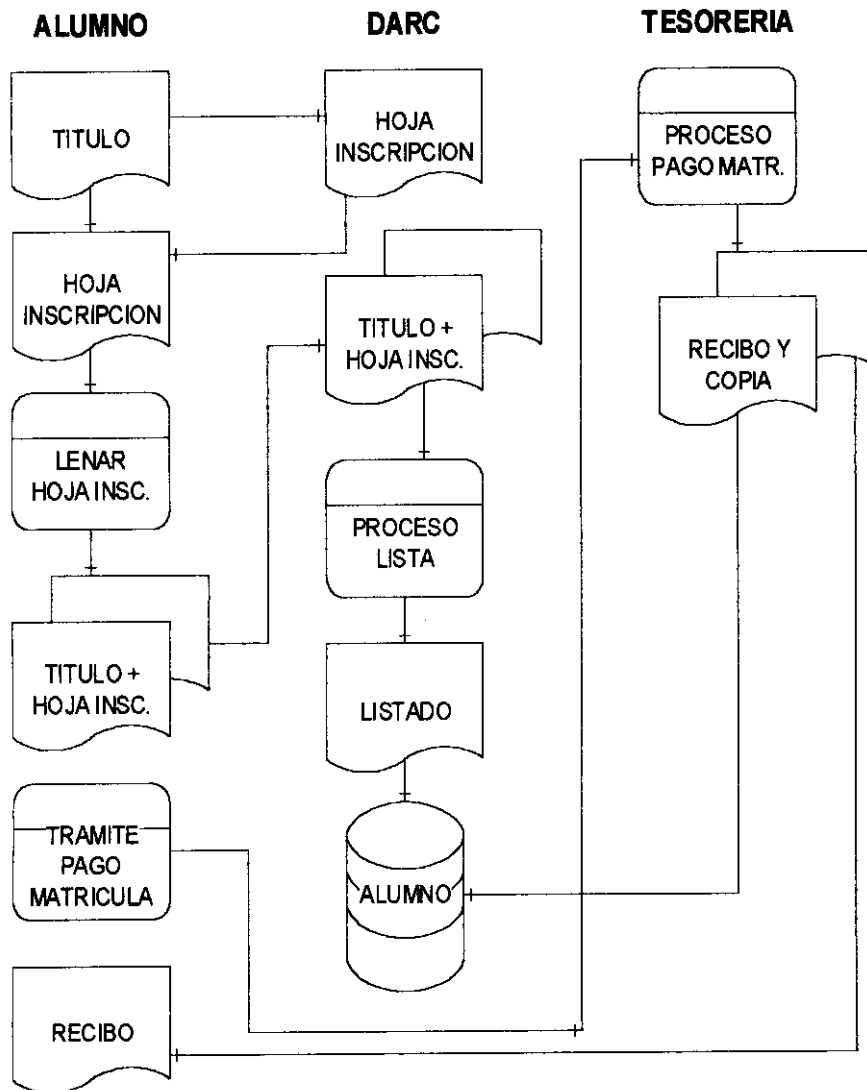 ALUMNO
DARC
TESORERIA
TITULO
HOJA
INSCRIPCION
PROCESO
PAGO MATR.
HOJA
INSCRIPCION
TITULO +
HOJA INSC.
RECIBO Y
COPIA
LENAR
HOJA INSC.
PROCESO
LISTA
TITULO +
HOJA INSC.
LISTADO
TRAMITE
PAGO
MATRICULA
ALUMNO
RECIBO